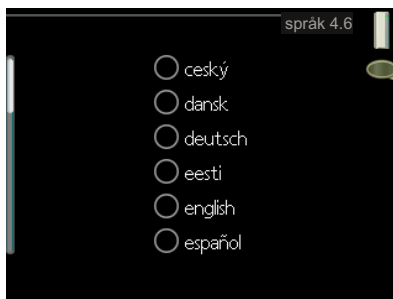 språk 4.6
ceský
dansk
deutsch
eesti
english
español